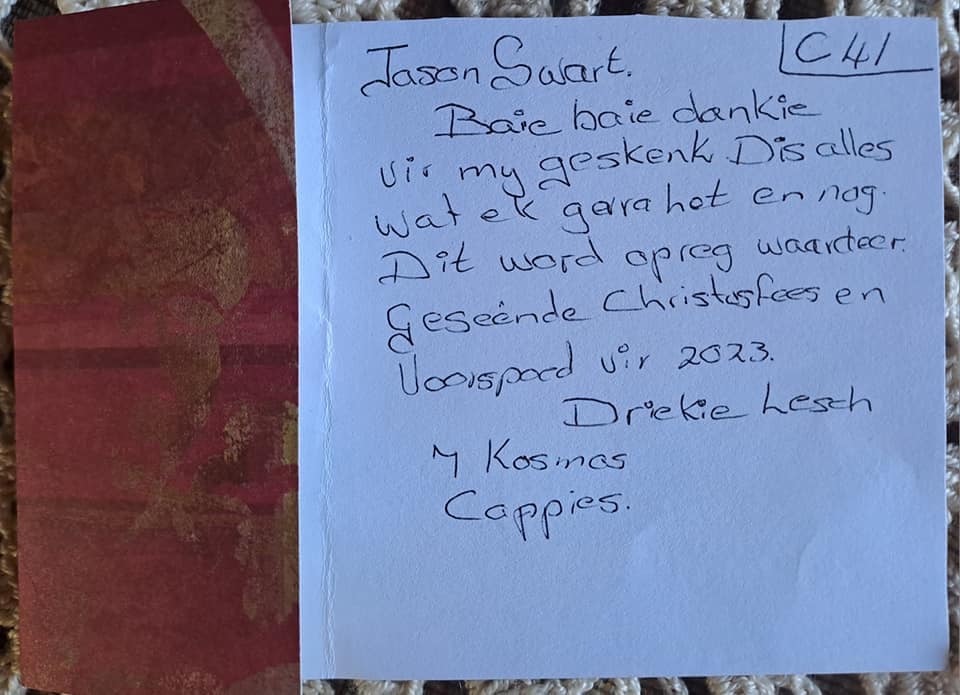 Jason Swart.
C41
Baie baie dankie
vir my geskenk Dis alles
wat ek gevra het en nog.
Dit word opreg waardeer.
Geseënde Christusfees en
Voorspoed vir 2023.
Driekie Lesch
Kosmas
Cappies.